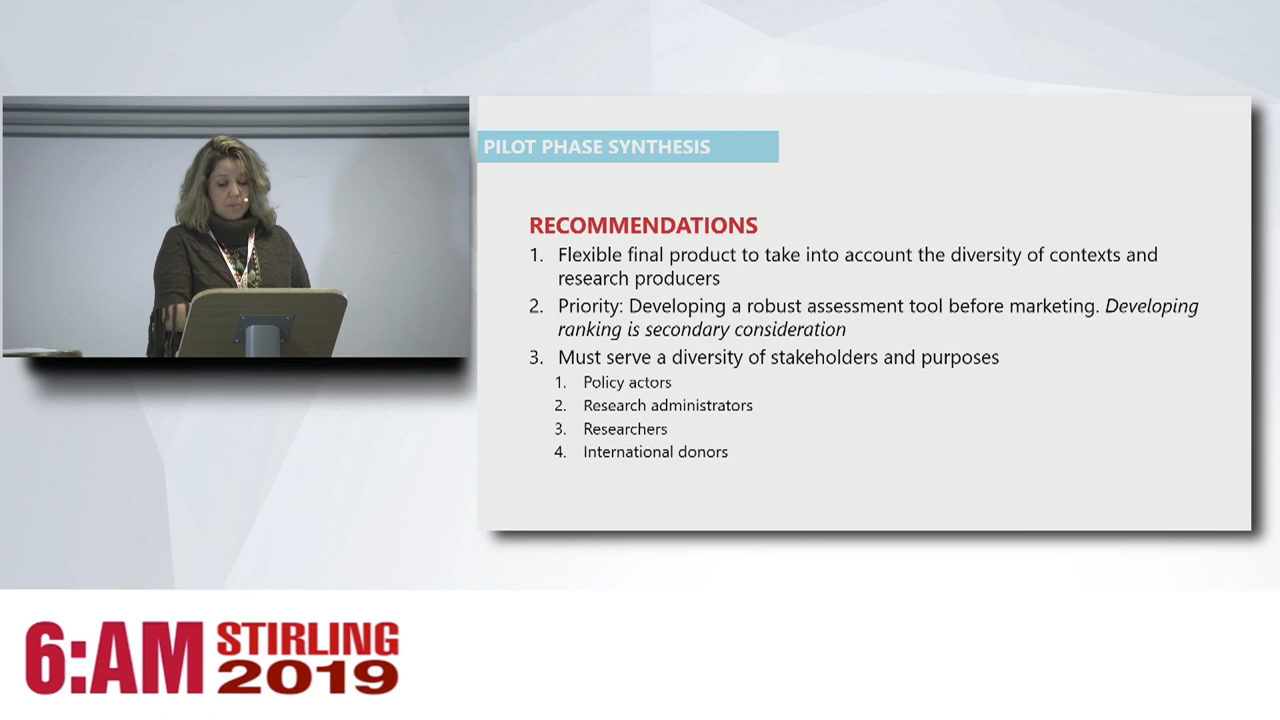 PILOT PHASE SYNTHESIS
RECOMMENDATIONS
1. Flexible final product to take into account the diversity of contexts and
research producers
2. Priority: Developing a robust assessment tool before marketing. Developing
ranking is secondary consideration
3. Must serve a diversity of stakeholders and purposes
1. Policy actors
2. Research administrators
3. Researchers
4. International donors
6:AM STIRLING
2019